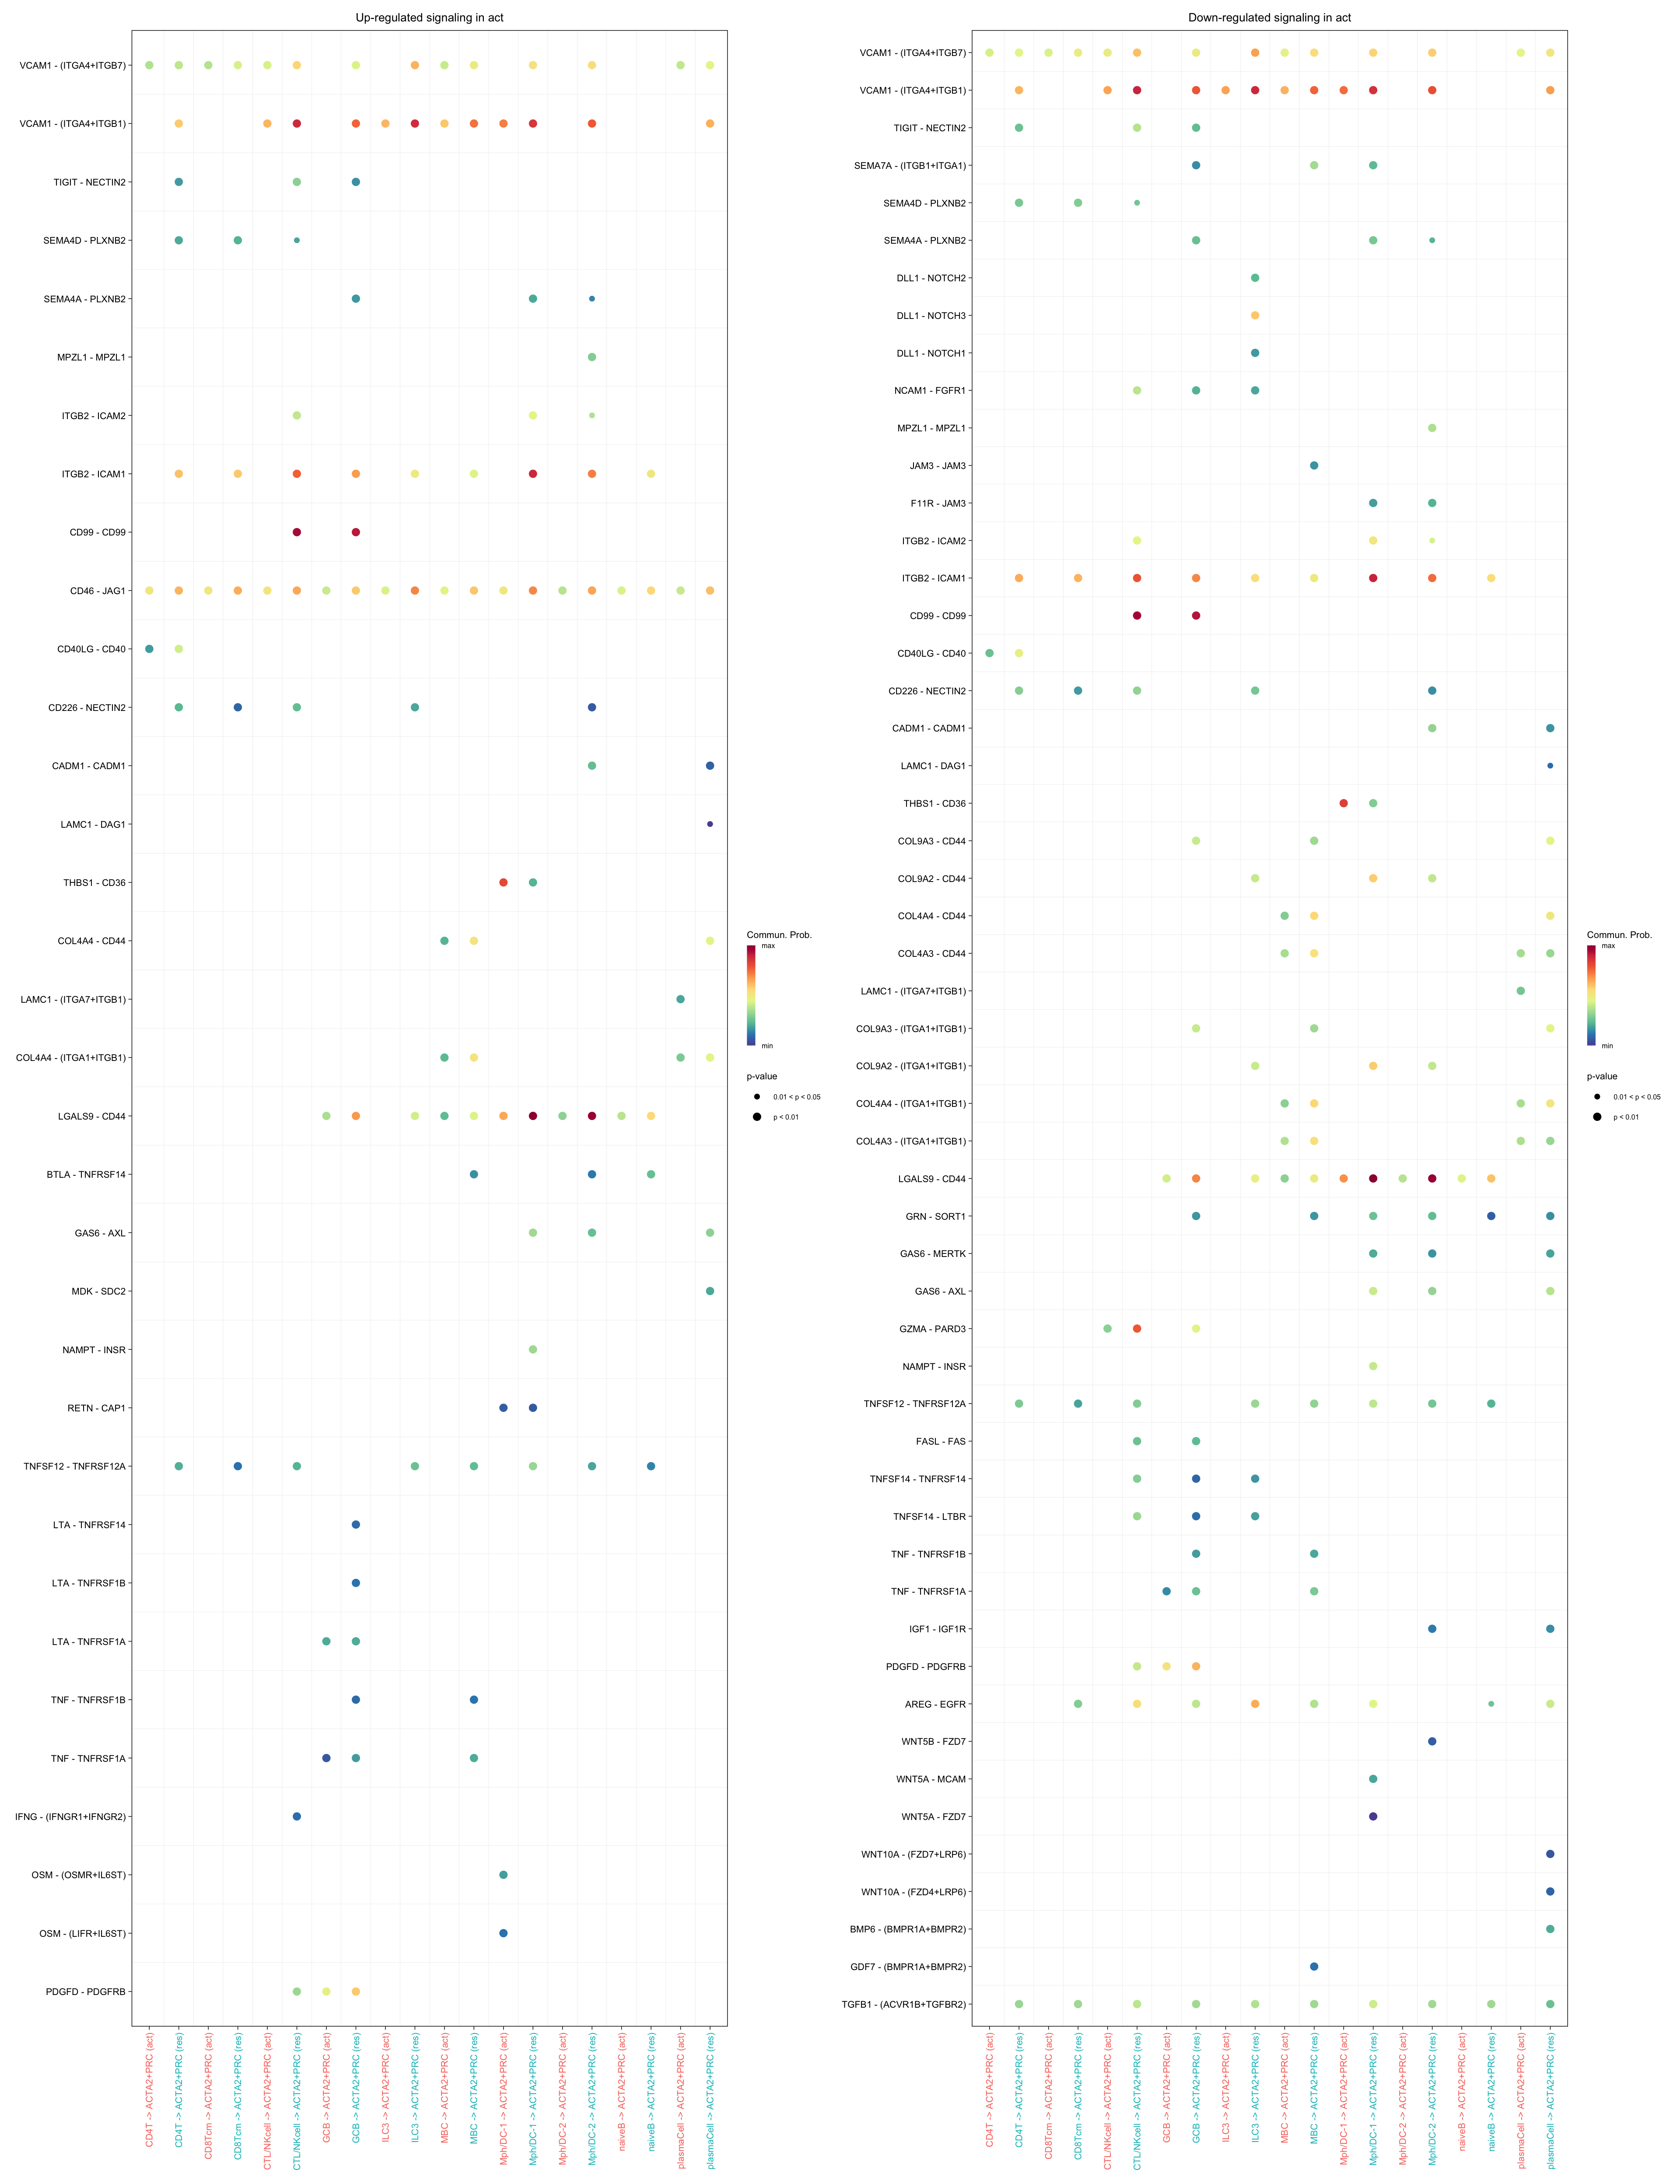 Up-regulated signaling in act
VCAM1 - (ITGA4+ITGB7)
VCAM1 - (ITGA4+ITGB1)
TIGIT - NECTIN2
SEMA4D - PLXNB2
SEMA4A - PLXNB2
MPZL1 - MPZL1
ITGB2 - ICAM2
ITGB2 - ICAM1
CD99 - CD99
CD46 - JAG1
CD40LG - CD40
CD226 - NECTIN2
CADM1 - CADM1
LAMC1 - DAG1
THBS1 - CD36
COL4A4 - CD44
LAMC1 - (ITGA7+ITGB1)
COL4A4 - (ITGA1+ITGB1)
LGALS9 - CD44
BTLA - TNFRSF14
GAS6 - AXL
MDK - SDC2
NAMPT - INSR
RETN - CAP1
TNFSF12 - TNFRSF12A
LTA - TNFRSF14
LTA - TNFRSF1B
LTA - TNFRSF1A
TNF - TNFRSF1B
TNF - TNFRSF1A
IFNG - (IFNGR1+IFNGR2)
OSM - (OSMR+IL6ST)
OSM - (LIFR+IL6ST)
PDGFD - PDGFRB
CD4T -> ACTA2+PRC (act)
CD4T -> ACTA2+PRC (res)
CD8Tcm -> ACTA2+PRC (act)
CD8Tcm -> ACTA2+PRC (res)
CTL/NKcell -> ACTA2+PRC (act)
CTL/NKcell -> ACTA2+PRC (res)
GCB -> ACTA2+PRC (act)
GCB -> ACTA2+PRC (res)
ILC3 -> ACTA2+PRC (act)
ILC3 -> ACTA2+PRC (res)
MBC -> ACTA2+PRC (act)
MBC -> ACTA2+PRC (res)
Mph/DC-1 -> ACTA2+PRC (act)
Mph/DC-1 -> ACTA2+PRC (res)
Mph/DC-2 -> ACTA2+PRC (act)
Mph/DC-2 -> ACTA2+PRC (res)
naiveB -> ACTA2+PRC (act)
naiveB -> ACTA2+PRC (res)
plasmaCell -> ACTA2+PRC (act)
plasmaCell -> ACTA2+PRC (res)
Commun. Prob.
max
min
p-value
0.01 < p < 0.05
p < 0.01
Down-regulated signaling in act
VCAM1 - (ITGA4+ITGB7)
VCAM1 - (ITGA4+ITGB1)
TIGIT - NECTIN2
SEMA7A - (ITGB1+ITGA1)
SEMA4D - PLXNB2
SEMA4A - PLXNB2
DLL1 - NOTCH2
DLL1 - NOTCH3
DLL1 - NOTCH1
NCAM1 - FGFR1
MPZL1 - MPZL1
JAM3 - JAM3
F11R - JAM3
ITGB2 - ICAM2
ITGB2 - ICAM1
CD99 - CD99
CD40LG - CD40
CD226 - NECTIN2
CADM1 - CADM1
LAMC1 - DAG1
THBS1 - CD36
COL9A3 - CD44
COL9A2 - CD44
COL4A4 - CD44
COL4A3 - CD44
LAMC1 - (ITGA7+ITGB1)
COL9A3 - (ITGA1+ITGB1)
COL9A2 - (ITGA1+ITGB1)
COL4A4 - (ITGA1+ITGB1)
COL4A3 - (ITGA1+ITGB1)
LGALS9 - CD44
GRN - SORT1
GAS6 - MERTK
GAS6 - AXL
GZMA - PARD3
NAMPT - INSR
TNFSF12 - TNFRSF12A
FASL - FAS
TNFSF14 - TNFRSF14
TNFSF14 - LTBR
TNF - TNFRSF1B
TNF - TNFRSF1A
IGF1 - IGF1R
PDGFD - PDGFRB
AREG - EGFR
WNT5B - FZD7
WNT5A - MCAM
WNT5A - FZD7
WNT10A - (FZD7+LRP6)
WNT10A - (FZD4+LRP6)
BMP6 - (BMPR1A+BMPR2)
GDF7 - (BMPR1A+BMPR2)
TGFB1 - (ACVR1B+TGFBR2)
CD4T -> ACTA2+PRC (act)
CD4T -> ACTA2+PRC (res)
CD8Tcm -> ACTA2+PRC (act)
CD8Tcm -> ACTA2+PRC (res)
CTL/NKcell -> ACTA2+PRC (act)
CTL/NKcell -> ACTA2+PRC (res)
GCB -> ACTA2+PRC (act)
GCB -> ACTA2+PRC (res)
ILC3 -> ACTA2+PRC (act)
ILC3 -> ACTA2+PRC (res)
MBC -> ACTA2+PRC (act)
MBC -> ACTA2+PRC (res)
Mph/DC-1 -> ACTA2+PRC (act)
Mph/DC-1 -> ACTA2+PRC (res)
Mph/DC-2 -> ACTA2+PRC (act)
Mph/DC-2 -> ACTA2+PRC (res)
naiveB -> ACTA2+PRC (act)
naiveB -> ACTA2+PRC (res)
plasmaCell -> ACTA2+PRC (act)
plasmaCell -> ACTA2+PRC (res)
Commun. Prob.
max
min
p-value
0.01 < p < 0.05
p < 0.01